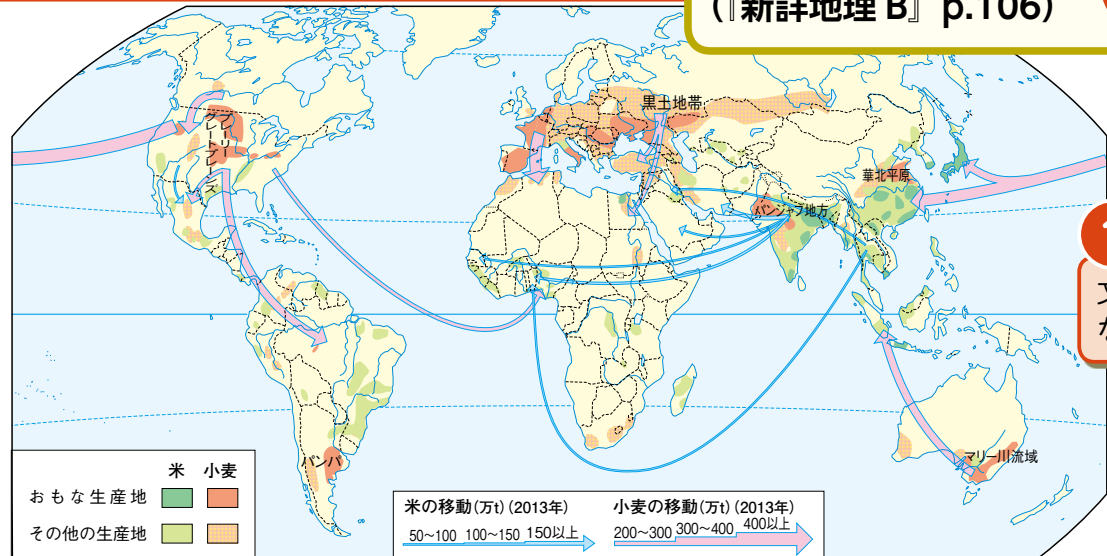 (『新詳地理B』 p.106)
黒土地帯
プレーリー
グレートプレーンズ
華北平原
パンジャブ地方
パンパ
マリー川流域
米 小麦
おもな生産地
その他の生産地
米の移動(万t)(2013年)
50~100 100~150 150以上
小麦の移動(万t)(2013年)
200~300 300~400 400以上